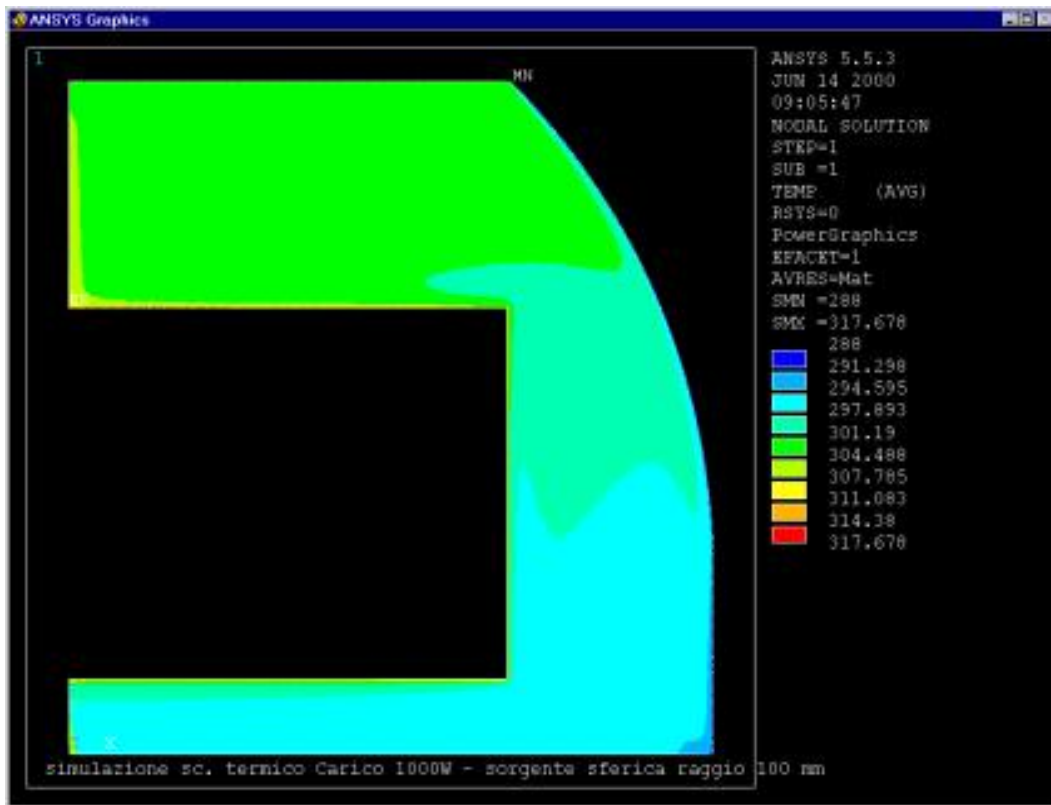 ANSYS Graphics
1
MN
ANSYS 5.5.3
JUN 14 2000
09:05:47
NODAL SOLUTION
STEP=1
SUB =1
TEMP (AVG)
RSYS=0
PowerGraphics
EFACET=1
AVRES=Mat
SMN =288
SMX =317.678
288
291.298
294.595
297.893
301.19
304.488
307.785
311.083
314.38
317.678
X
simulazione sc. termico Carico 1000W - sorgente sferica raggio 100 mm